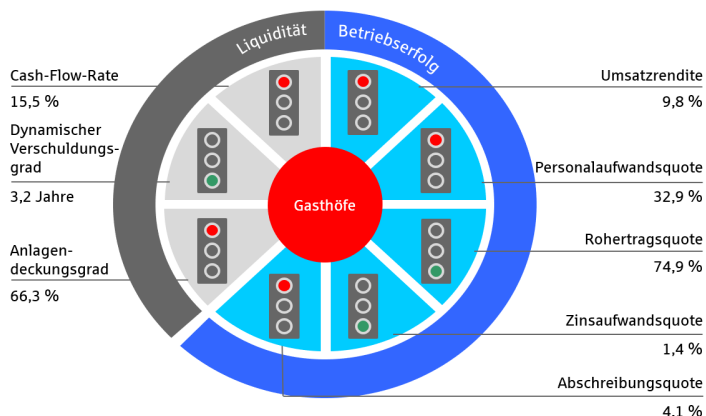 Liquidität
Betriebserfolg
Cash-Flow-Rate
15,5 %
Dynamischer
Verschuldungs-
grad
3,2 Jahre
Anlagen-
deckungsgrad
66,3 %
Gasthöfe
Umsatzrendite
9,8 %
Personalaufwandsquote
32,9 %
Rohertragsquote
74,9 %
Zinsaufwandsquote
1,4 %
Abschreibungsquote
4,1 %